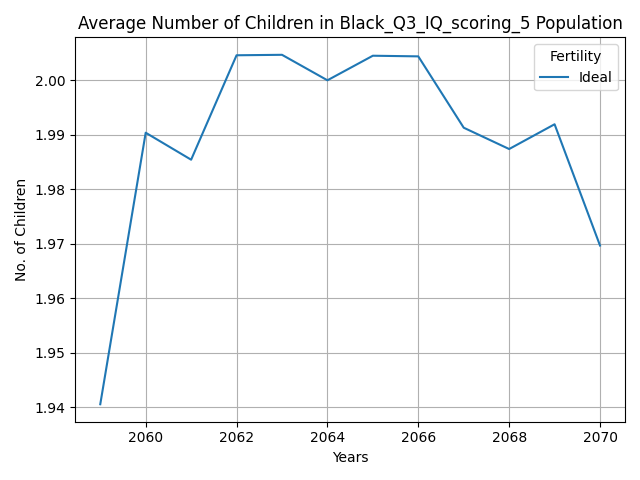 Average Number of Children in Black_Q3_IQ_scoring_5 Population
Fertility
Ideal
No. of Children
2.00
1.99
1.98
1.97
1.96
1.95
1.94
2060 2062 2064 2066 2068 2070
Years